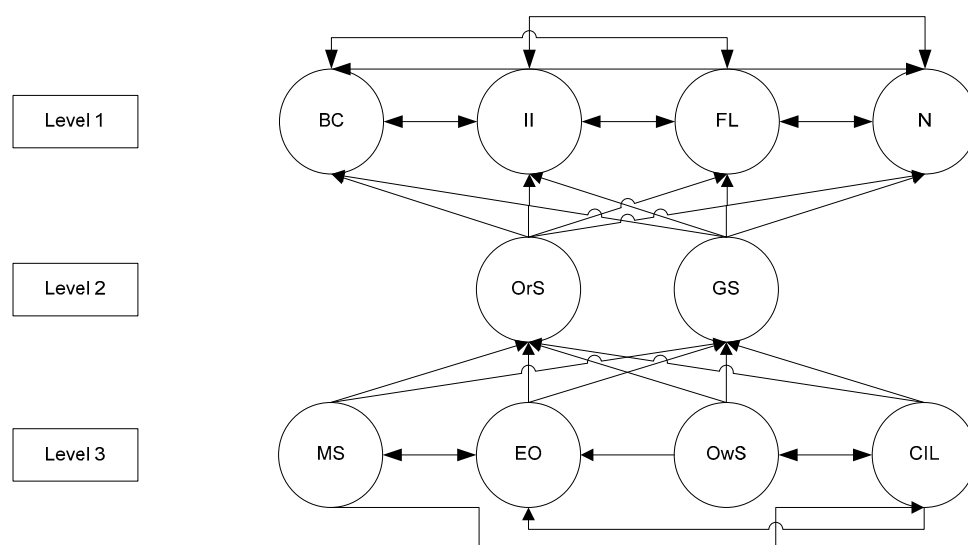 Level 1
BC
II
FL
N
Level 2
OrS
GS
Level 3
MS
EO
OwS
CIL